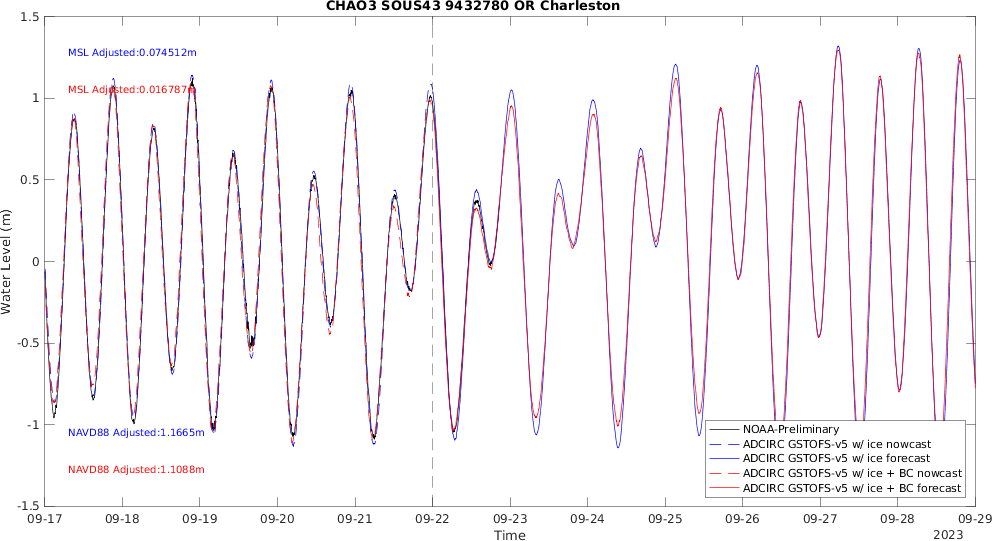 CHAO3 SOUS43 9432780 OR Charleston
1.5
1
0.5
0
-0.5
-1
-1.5
Water Level (m)
MSL Adjusted:0.074512m
MSL Adjusted:0.016787m
NAVD88 Adjusted:1.1665m
NAVD88 Adjusted:1.1088m
NOAA-Preliminary
ADCIRC GSTOFS-v5 w/ ice nowcast
ADCIRC GSTOFS-v5 w/ ice forecast
ADCIRC GSTOFS-v5 w/ ice + BC nowcast
ADCIRC GSTOFS-v5 w/ ice + BC forecast
09-17 09-18 09-19 09-20 09-21 09-22 09-23 09-24 09-25 09-26 09-27 09-28 09-29
Time
2023